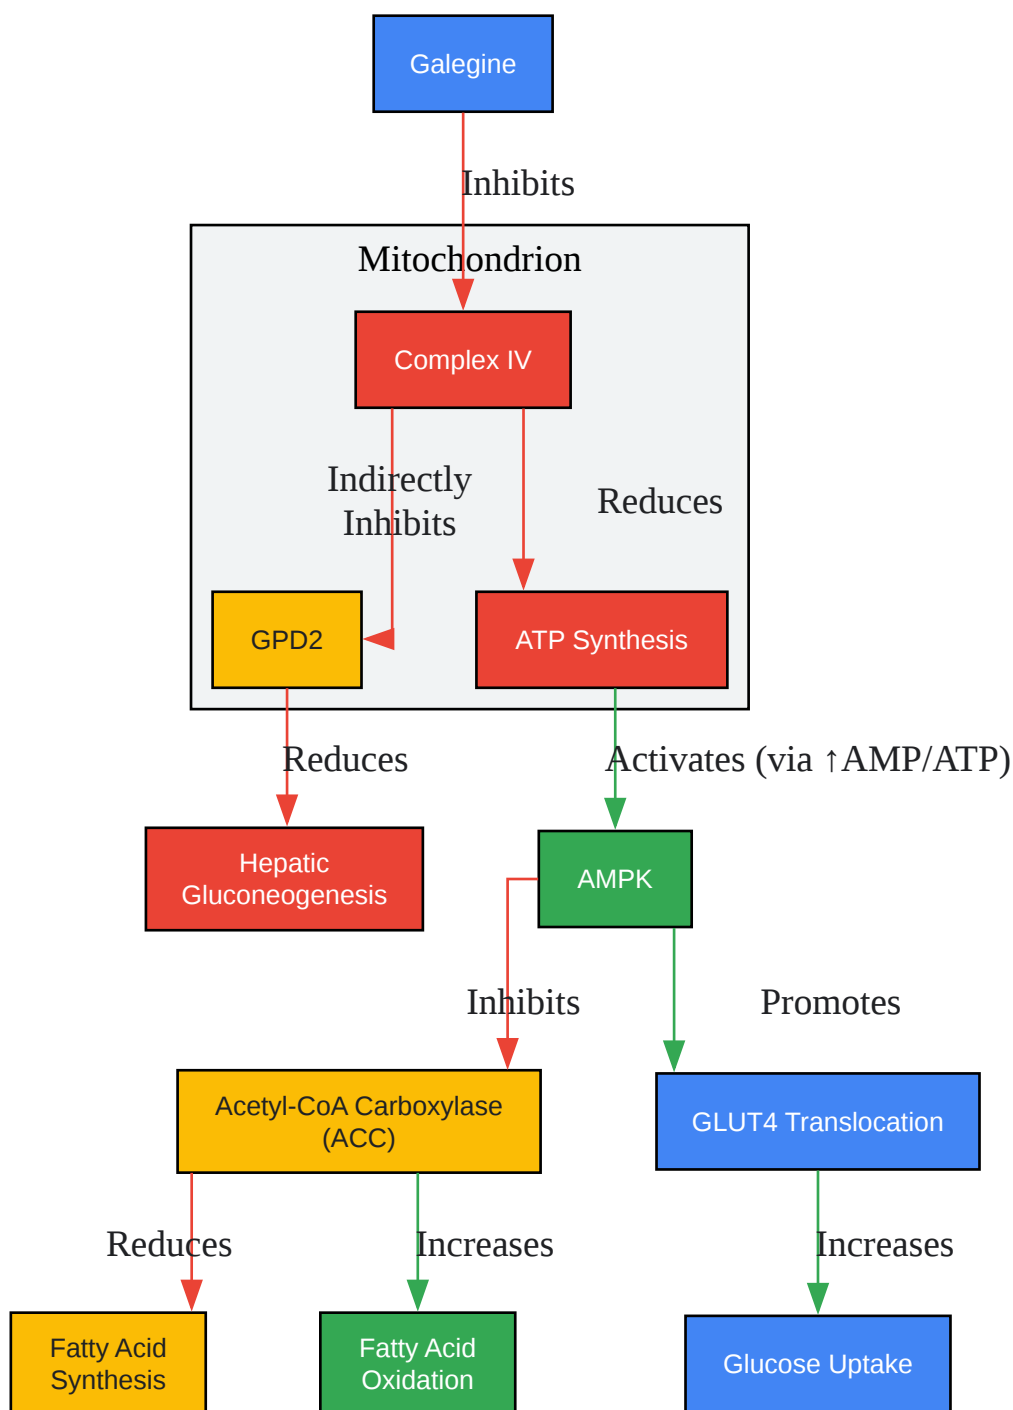 Galegine
Inhibits
Mitochondrion
Complex IV
Indirectly
Inhibits
Reduces
GPD2
ATP Synthesis
Reduces
Activates (via ↑AMP/ATP)
Hepatic
Gluconeogenesis
AMPK
Inhibits
Promotes
Acetyl-CoA Carboxylase
(ACC)
GLUT4 Translocation
Reduces
Increases
Increases
Fatty Acid
Synthesis
Fatty Acid
Oxidation
Glucose Uptake